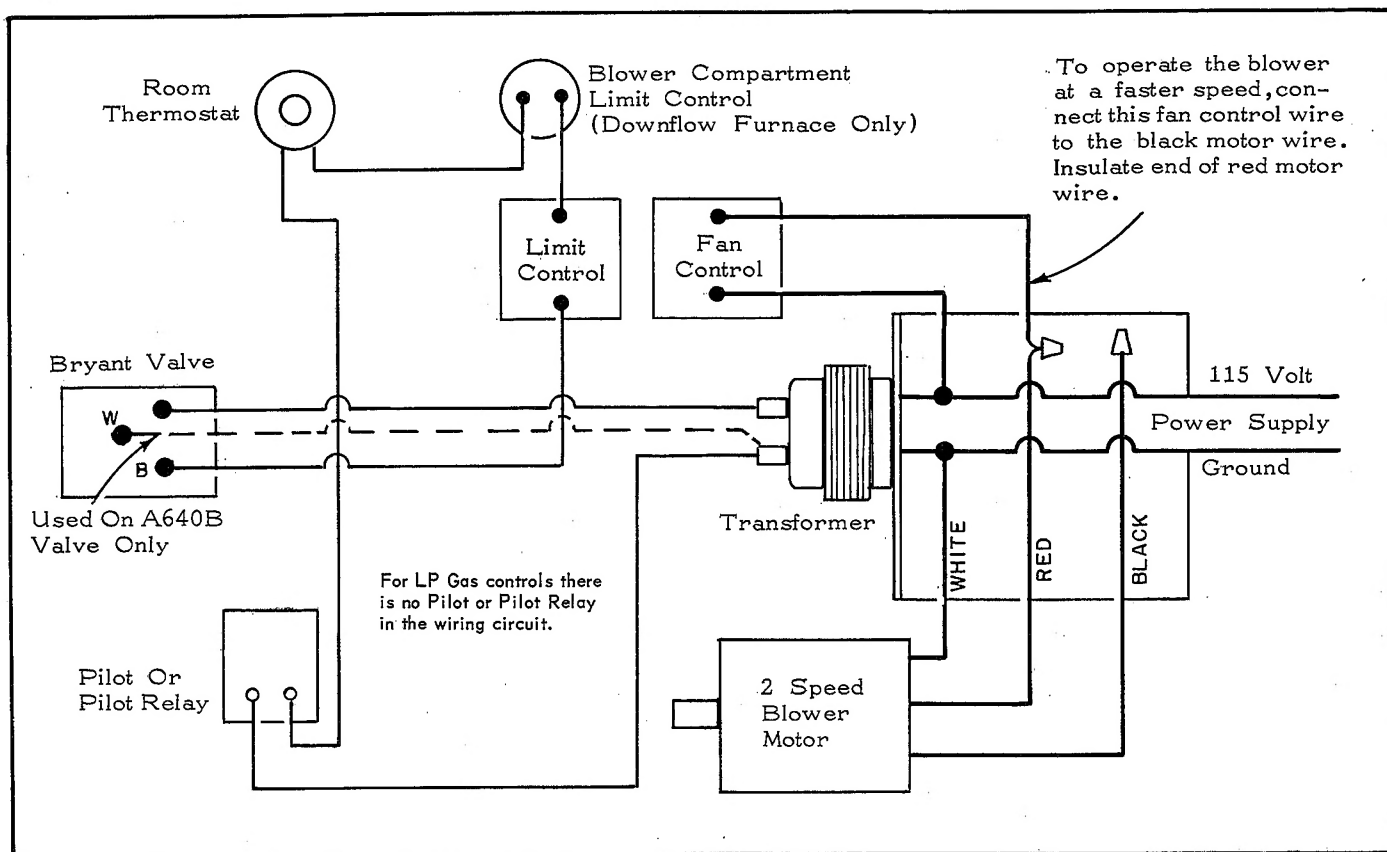 Room
Thermostat
Blower Compartment
Limit Control
(Downflow Furnace Only)
To operate the blower
at a faster speed, con-
nect this fan control wire
to the black motor wire.
Insulate end of red motor
wire.
Limit
Control
Fan
Control
Bryant Valve
W
B
115 Volt
Power Supply
Ground
Used On A640B
Valve Only
Transformer
WHITE
RED
BLACK
For LP Gas controls there
is no Pilot or Pilot Relay
in the wiring circuit.
Pilot Or
Pilot Relay
2 Speed
Blower
Motor